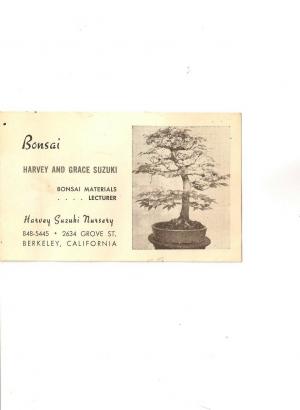 Bonsai
HARVEY AND GRACE SUZUKI
BONSAI MATERIALS
. . . . LECTURER
Harvey Suzuki Nursery
848-5445 • 2634 GROVE ST.
BERKELEY, CALIFORNIA